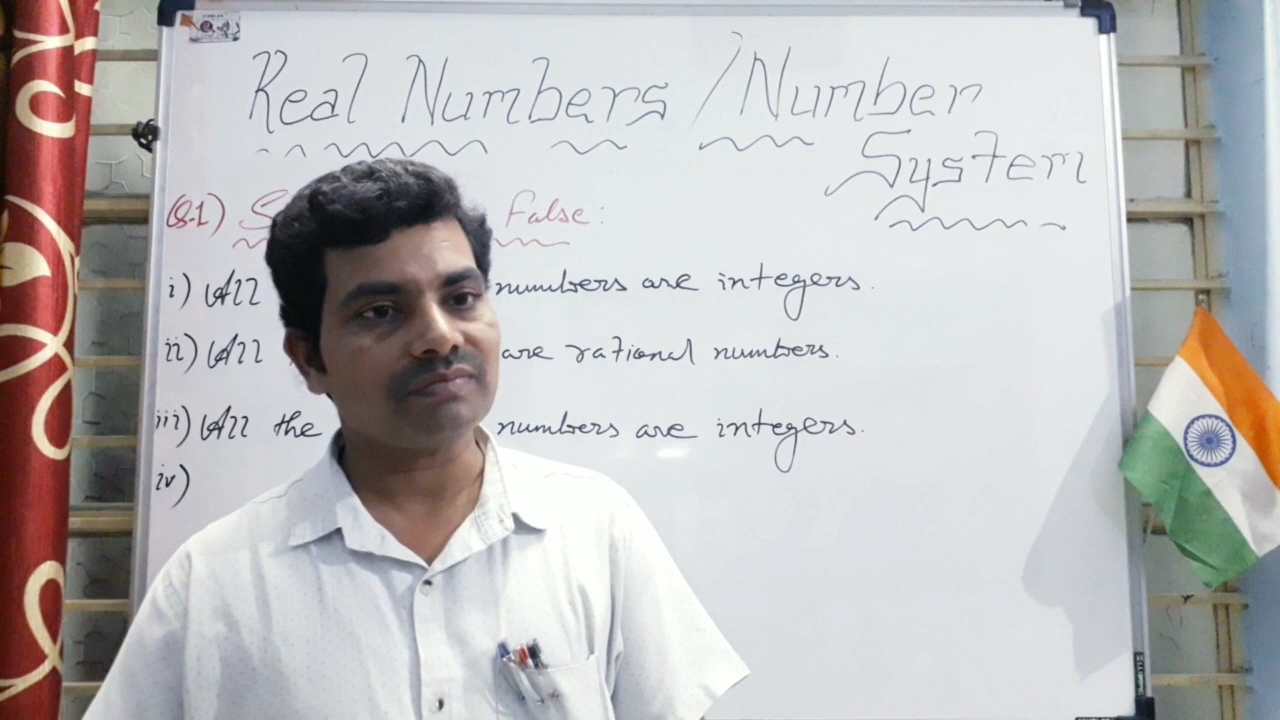 Real Numbers / Number
System
Q.1) False:
i) All numbers are integers.
ii) All are rational numbers.
iii) All the numbers are integers.
iv)